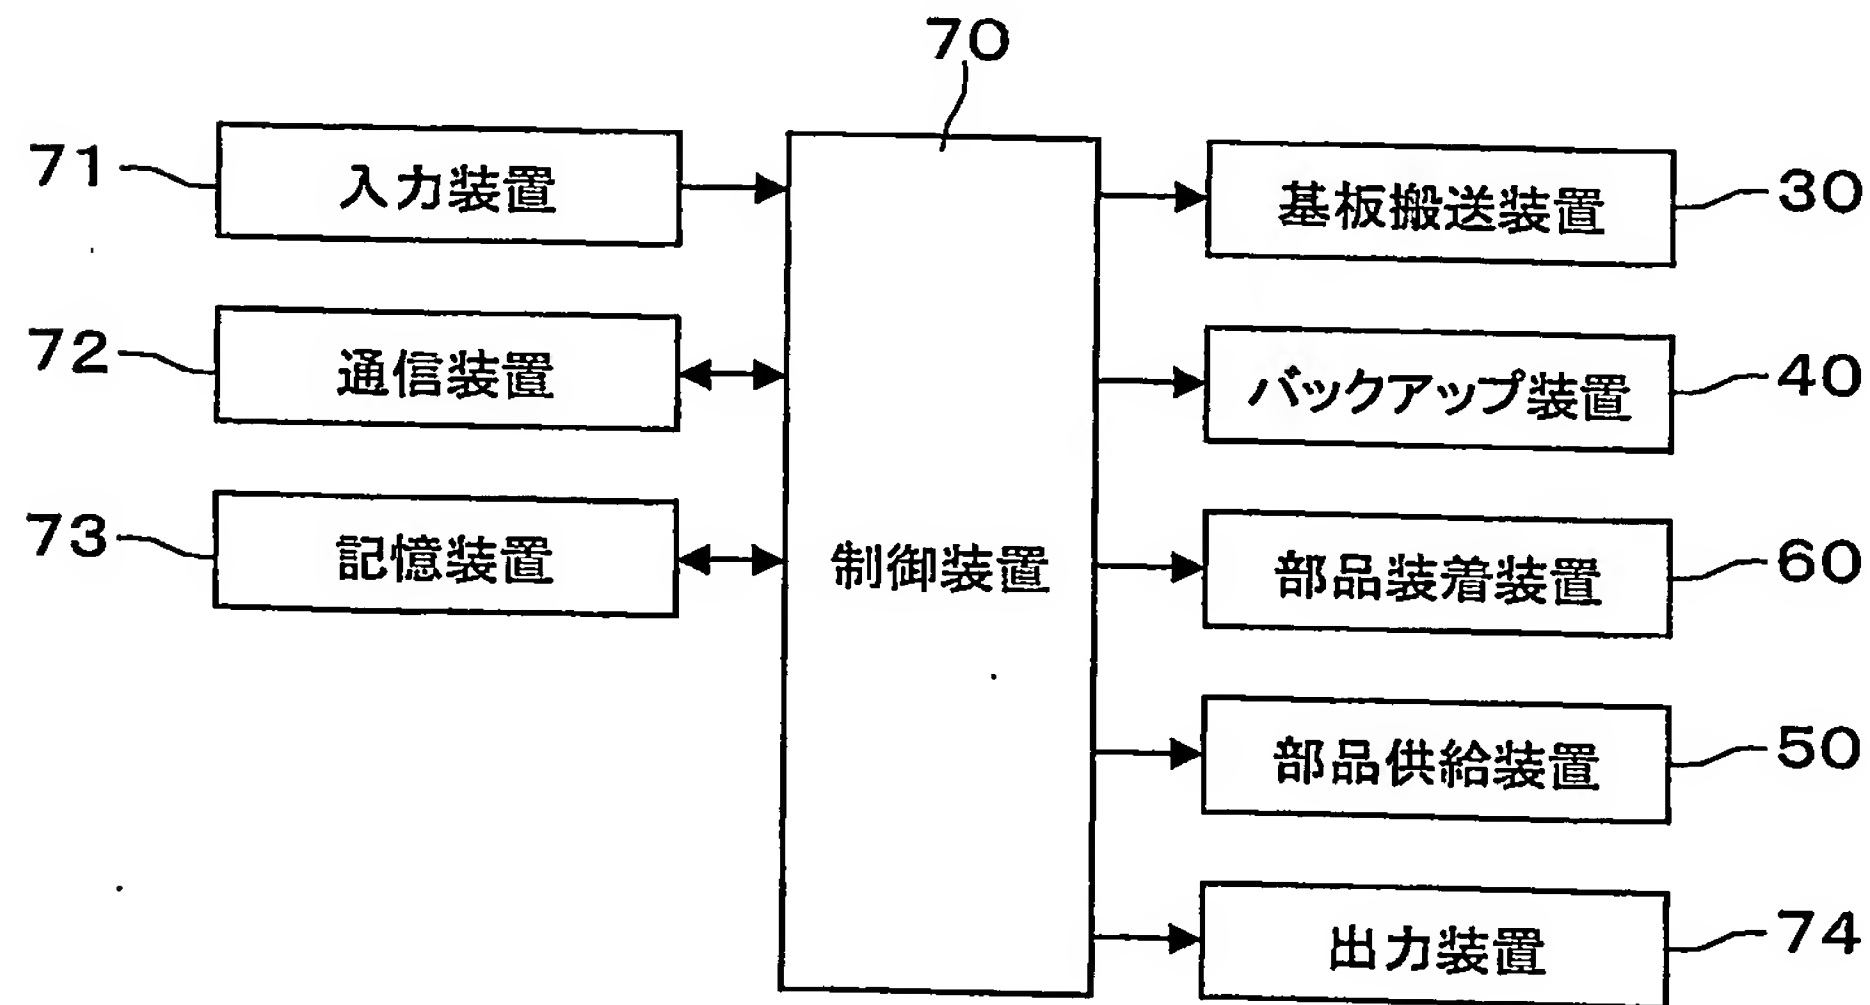 70
71 入力装置
72 通信装置
73 記憶装置
制御装置
基板搬送装置 30
バックアップ装置 40
部品装着装置 60
部品供給装置 50
出力装置 74